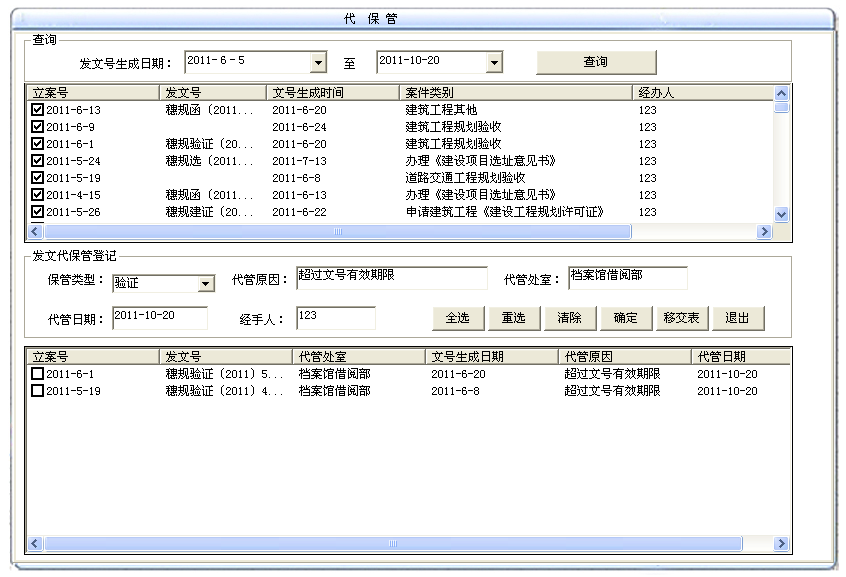 代 保 管
查询
发文号生成日期： 2011- 6 - 5 至 2011-10-20 查询
立案号 发文号 文号生成时间 案件类别 经办人
2011-6-13 穗规函〔2011... 2011-6-20 建筑工程其他 123
2011-6-9 2011-6-24 建筑工程规划验收 123
2011-6-1 穗规验证〔20... 2011-6-20 建筑工程规划验收 123
2011-5-24 穗规选〔2011... 2011-7-13 办理《建设项目选址意见书》 123
2011-5-19 2011-6-8 道路交通工程规划验收 123
2011-4-15 穗规函〔2011... 2011-6-13 办理《建设项目选址意见书》 123
2011-5-26 穗规建证〔20... 2011-6-22 申请建筑工程《建设工程规划许可证》 123
发文代保管登记
保管类型： 验证 代管原因： 超过文号有效期限 代管处室： 档案馆借阅部
代管日期： 2011-10-20 经手人： 123 全选 重选 清除 确定 移交表 退出
立案号 发文号 代管处室 文号生成日期 代管原因 代管日期
2011-6-1 穗规验证〔2011〕5... 档案馆借阅部 2011-6-20 超过文号有效期限 2011-10-20
2011-5-19 穗规验证〔2011〕4... 档案馆借阅部 2011-6-8 超过文号有效期限 2011-10-20